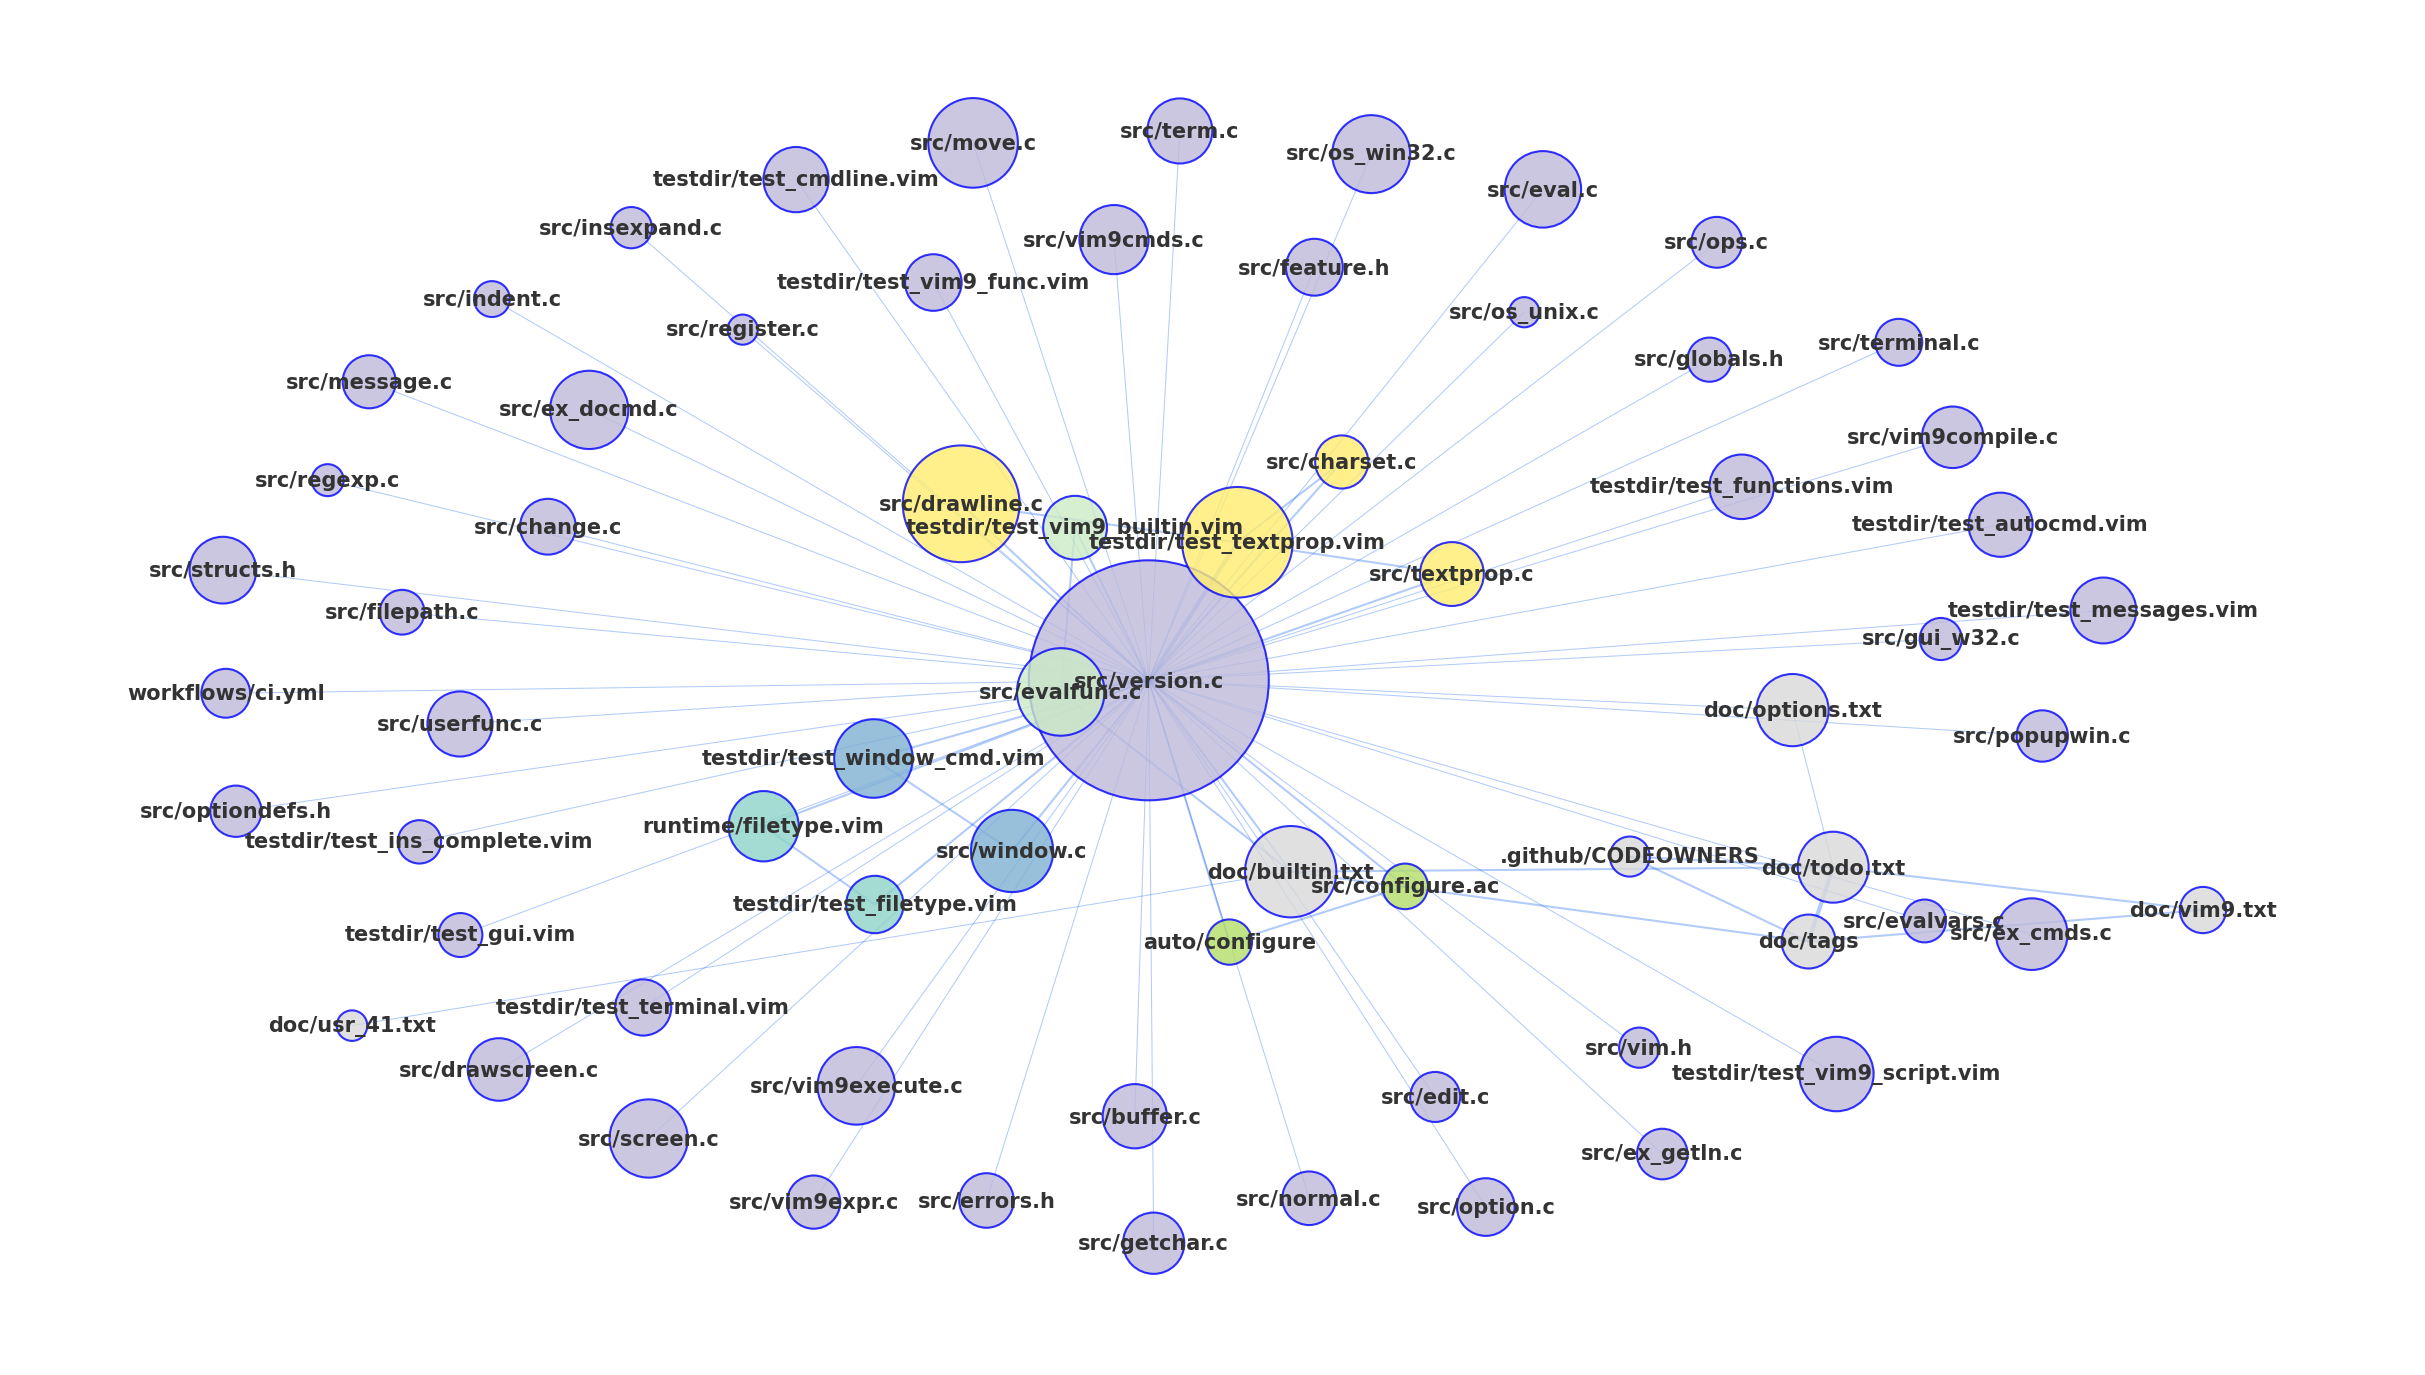 src/term.c
src/move.c
src/os_win32.c
testdir/test_cmdline.vim
src/eval.c
src/insexpand.c
src/vim9cmds.c
src/ops.c
src/feature.h
testdir/test_vim9_func.vim
src/indent.c
src/os_unix.c
src/register.c
src/terminal.c
src/globals.h
src/message.c
src/ex_docmd.c
src/vim9compile.c
src/charset.c
src/regexp.c
testdir/test_functions.vim
src/drawline.c
testdir/test_autocmd.vim
src/change.c
testdir/test_vim9_builtin.vim
testdir/test_textprop.vim
src/structs.h
src/textprop.c
testdir/test_messages.vim
src/filepath.c
src/gui_w32.c
src/version.c
src/evalfunc.c
workflows/ci.yml
doc/options.txt
src/userfunc.c
src/popupwin.c
testdir/test_window_cmd.vim
src/optiondefs.h
runtime/filetype.vim
testdir/test_ins_complete.vim
src/window.c
.github/CODEOWNERS
doc/todo.txt
doc/builtin.txt
src/configure.ac
testdir/test_filetype.vim
doc/vim9.txt
src/evalvars.c
src/ex_cmds.c
testdir/test_gui.vim
auto/configure
doc/tags
testdir/test_terminal.vim
doc/usr_41.txt
src/vim.h
src/drawscreen.c
testdir/test_vim9_script.vim
src/vim9execute.c
src/edit.c
src/buffer.c
src/screen.c
src/ex_getln.c
src/normal.c
src/vim9expr.c
src/errors.h
src/option.c
src/getchar.c